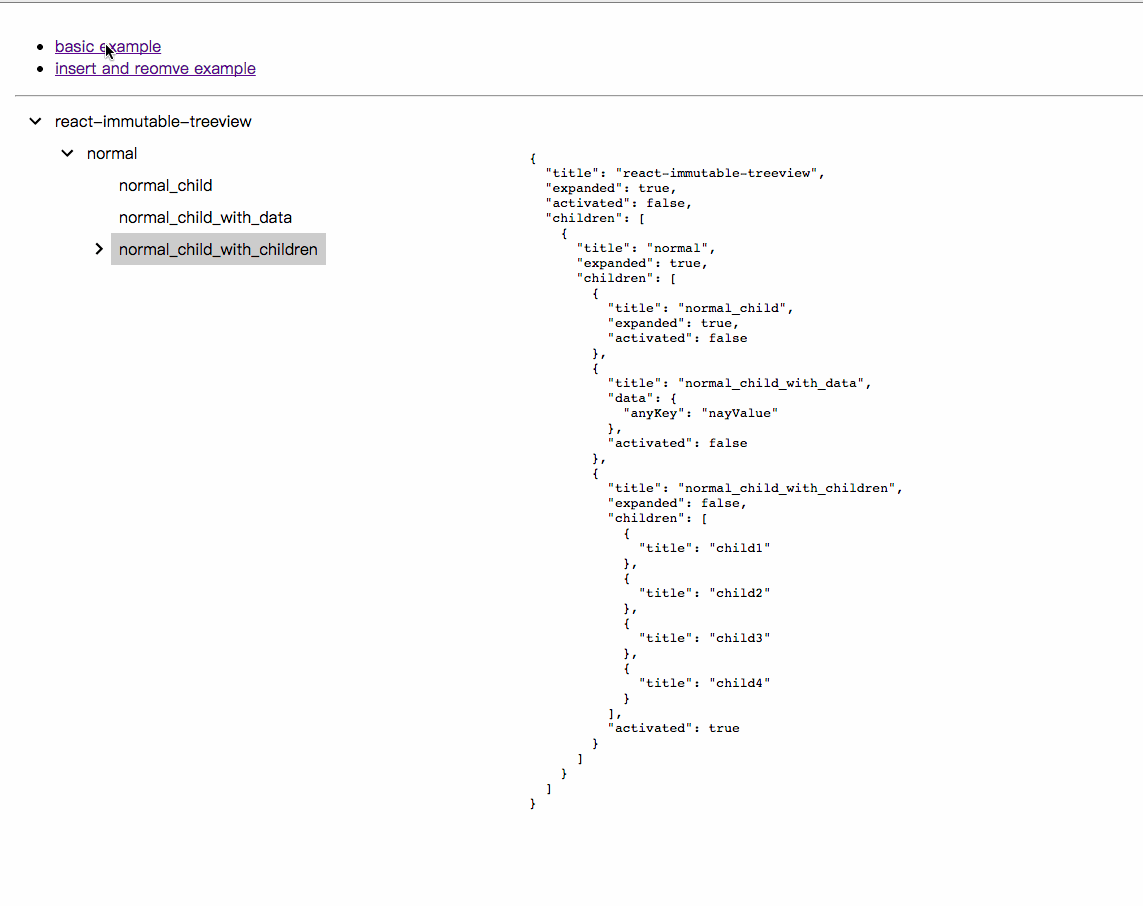 basic example
insert and reomve example
react-immutable-treeview
normal
normal_child
normal_child_with_data
normal_child_with_children
{
  "title": "react-immutable-treeview",
  "expanded": true,
  "activated": false,
  "children": [
    {
      "title": "normal",
      "expanded": true,
      "children": [
        {
          "title": "normal_child",
          "expanded": true,
          "activated": false
        },
        {
          "title": "normal_child_with_data",
          "data": {
            "anyKey": "nayValue"
          },
          "activated": false
        },
        {
          "title": "normal_child_with_children",
          "expanded": false,
          "children": [
            {
              "title": "child1"
            },
            {
              "title": "child2"
            },
            {
              "title": "child3"
            },
            {
              "title": "child4"
            }
          ],
          "activated": true
        }
      ]
    }
  ]
}